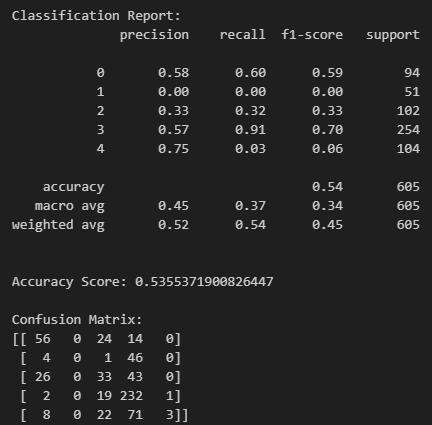 Classification Report:
precision recall f1-score support
0 0.58 0.60 0.59 94
1 0.00 0.00 0.00 51
2 0.33 0.32 0.33 102
3 0.57 0.91 0.70 254
4 0.75 0.03 0.06 104
accuracy 0.54 605
macro avg 0.45 0.37 0.34 605
weighted avg 0.52 0.54 0.45 605
Accuracy Score: 0.5355371900826447
Confusion Matrix:
[[ 56 0 24 14 0]
[ 4 0 1 46 0]
[ 26 0 33 43 0]
[ 2 0 19 232 1]
[ 8 0 22 71 3]]